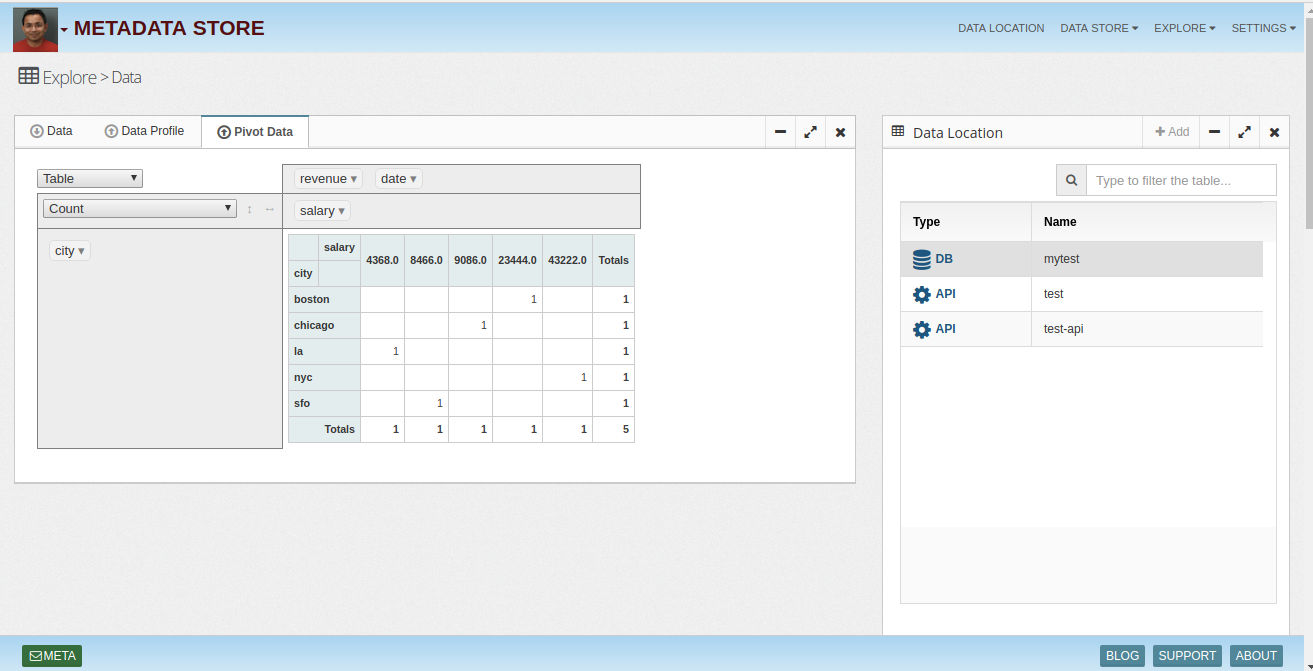 METADATA STORE
DATA LOCATION DATA STORE EXPLORE SETTINGS
Explore > Data
Data Data Profile Pivot Data
Table
revenue ▾ date ▾
Count ↕ ↔
salary ▾
city ▾
salary 4368.0 8466.0 9086.0 23444.0 43222.0 Totals
city
boston 1 1
chicago 1 1
la 1 1
nyc 1 1
sfo 1 1
Totals 1 1 1 1 1 5
Data Location Add
Type to filter the table...
Type Name
DB mytest
API test
API test-api
META BLOG SUPPORT ABOUT